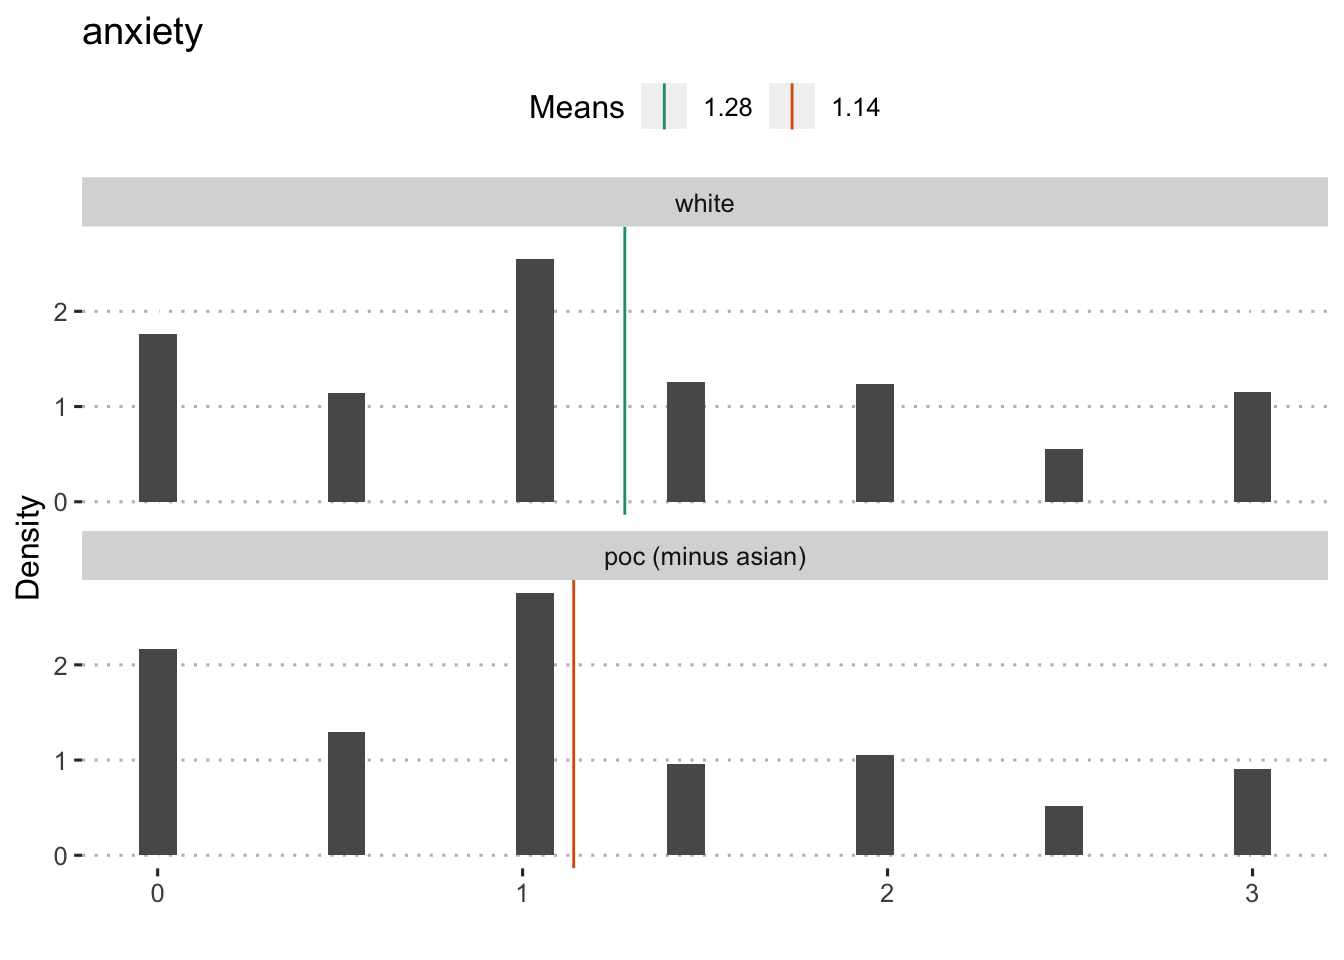 anxiety
Means 1.28 1.14
white
2
1
0
Density
poc (minus asian)
2
1
0
0 1 2 3